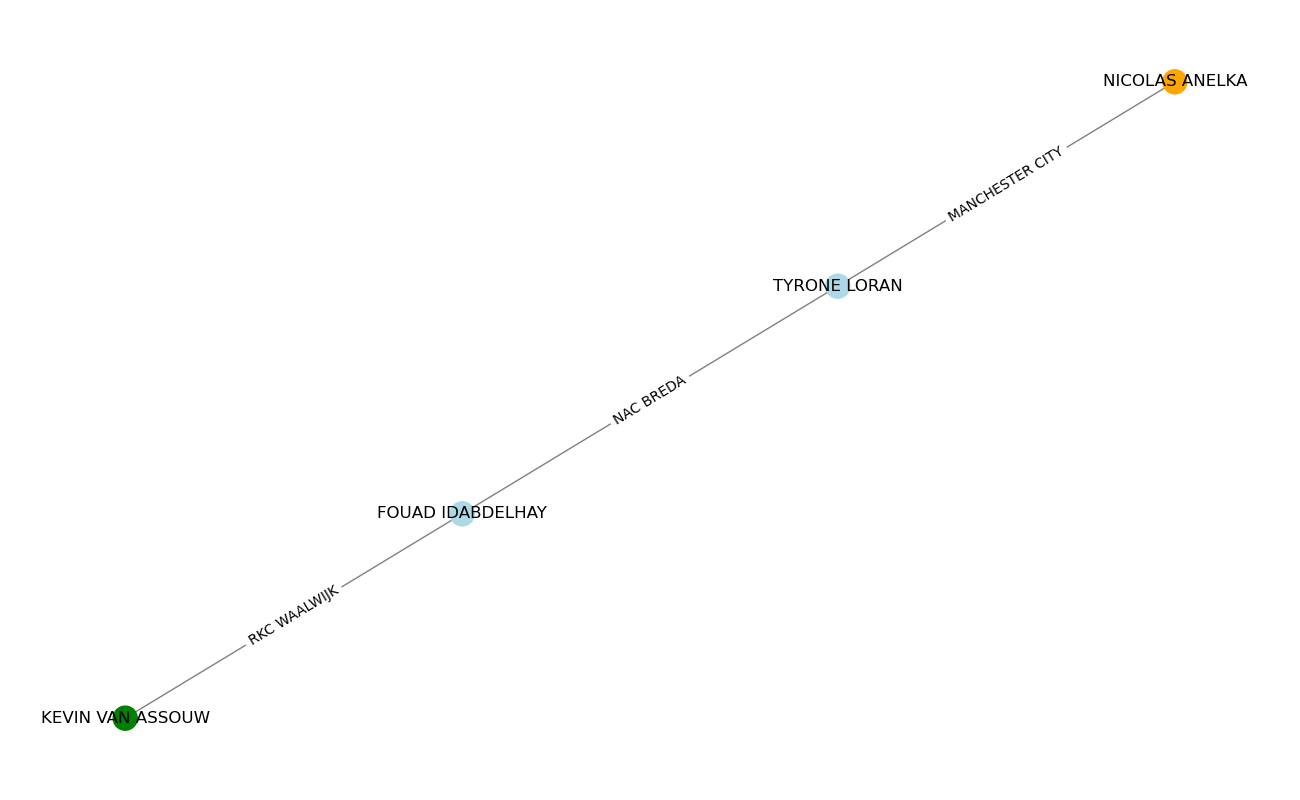 NICOLAS ANELKA
MANCHESTER CITY
TYRONE LORAN
NAC BREDA
FOUAD IDABDELHAY
RKC WAALWIJK
KEVIN VAN ASSOUW